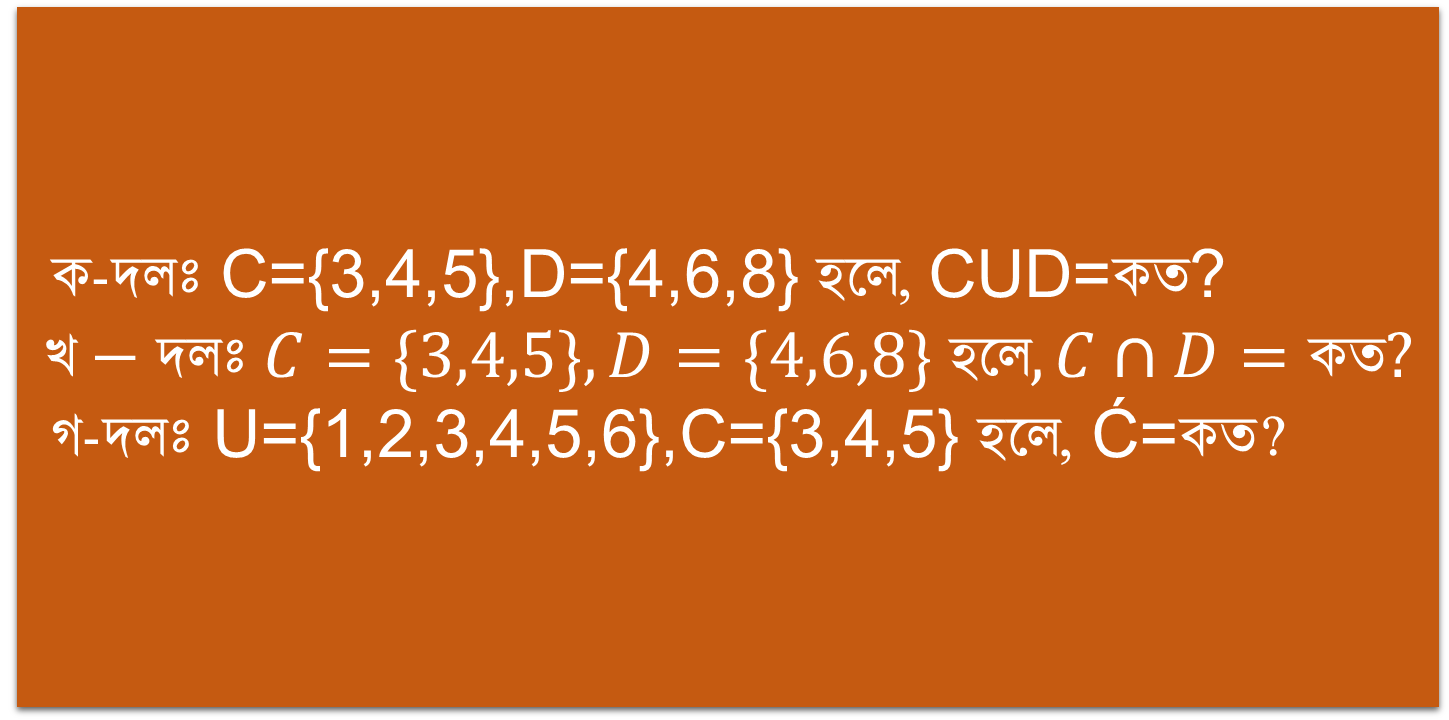 ক-দলঃ C={3,4,5},D={4,6,8} হলে, CUD=কত?
খ − দলঃ C = {3,4,5}, D = {4,6,8} হলে, C ∩ D = কত?
গ-দলঃ U={1,2,3,4,5,6},C={3,4,5} হলে, Ć=কত?